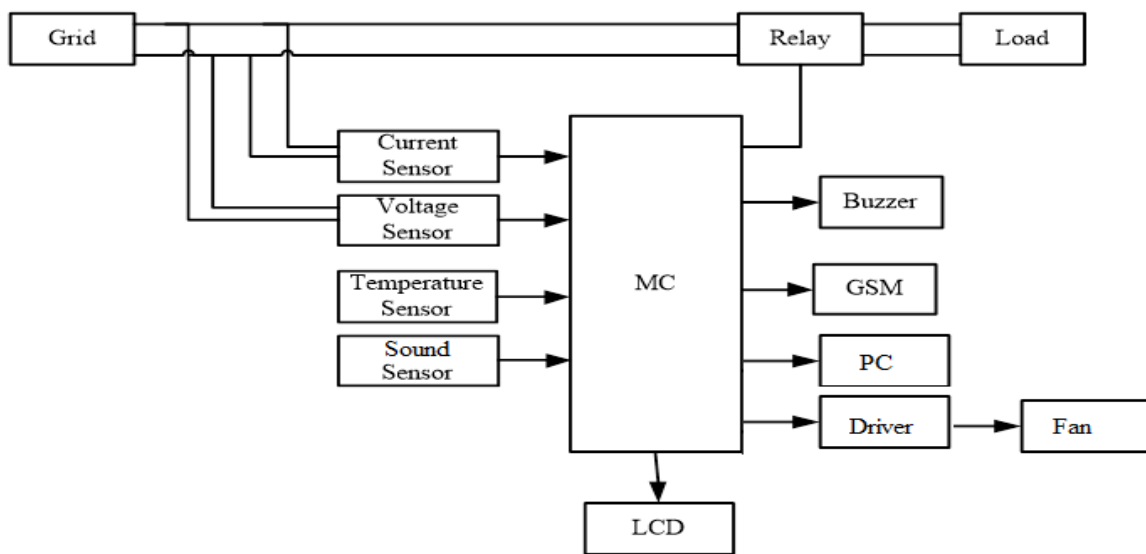 Grid
Relay
Load
Current
Sensor
Voltage
Sensor
Temperature
Sensor
Sound
Sensor
MC
Buzzer
GSM
PC
Driver
Fan
LCD